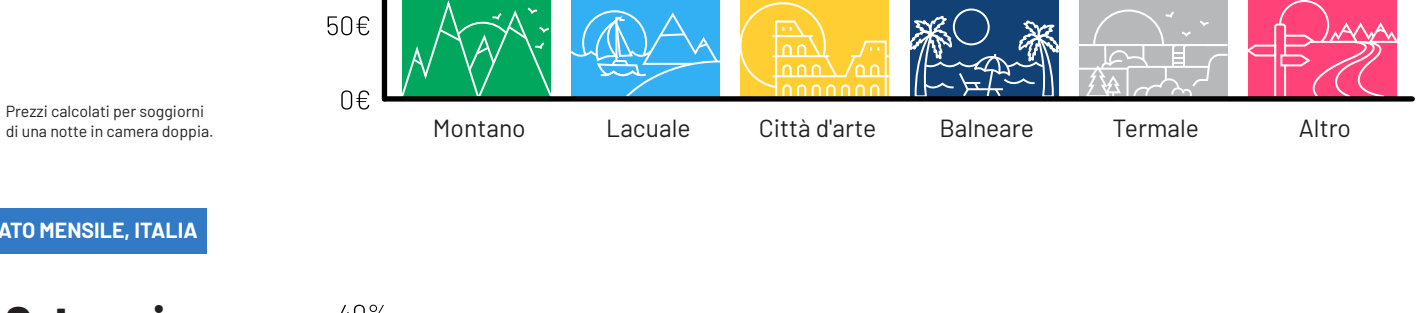 50€
0€
Montano Lacuale Città d'arte Balneare Termale Altro
Prezzi calcolati per soggiorni
di una notte in camera doppia.
ATO MENSILE, ITALIA
40%